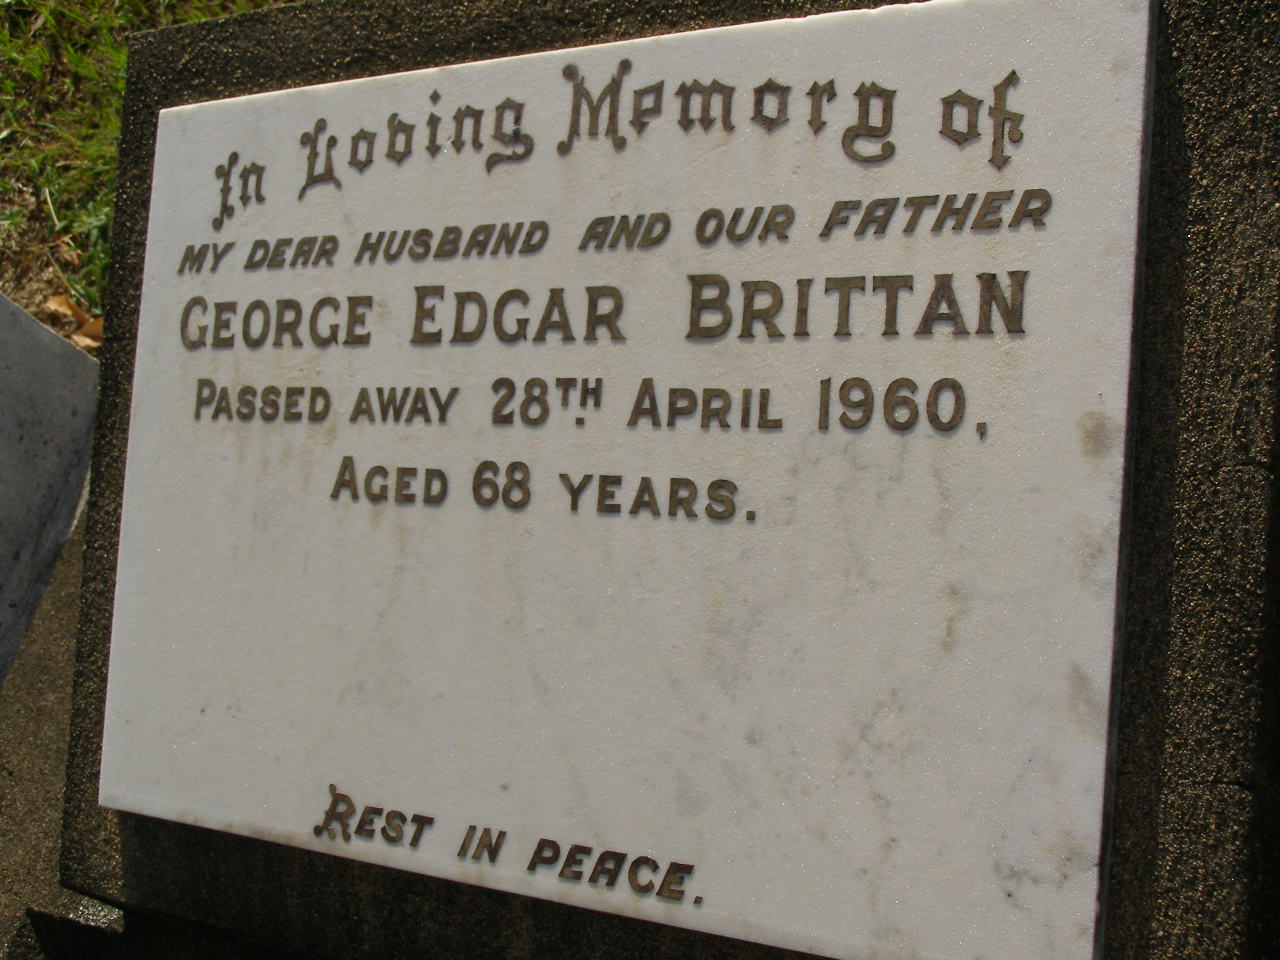 In Loving Memory of
MY DEAR HUSBAND AND OUR FATHER
GEORGE EDGAR BRITTAN
PASSED AWAY 28TH. APRIL 1960,
AGED 68 YEARS.
REST IN PEACE.